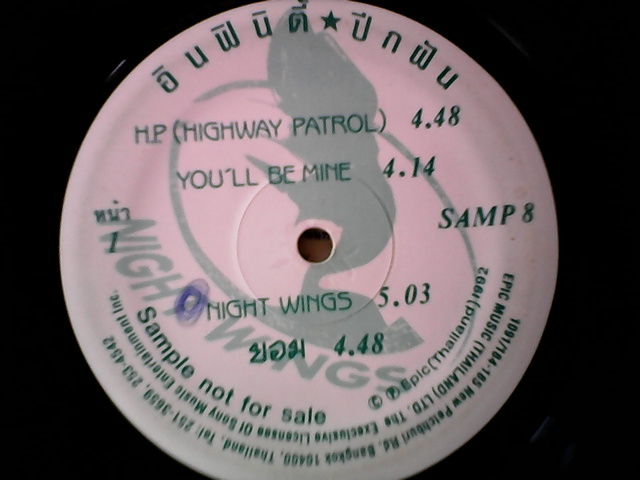 อินฟินิตี้ ★ ปีกฝัน
H.P. (HIGHWAY PATROL) 4.48
YOU'LL BE MINE 4.14
หน้า 1
SAMP 8
NIGHT WINGS 5.03
ยอม 4.48
NIGHT WINGS
Sample not for sale
©℗Epic (Thailand) 1992
EPIC MUSIC (THAILAND) LTD. The Execlusive Licensee Of Sony Music Entertainment Inc.
1091/184-185 New Petchburi Rd. Bangkok 10400, Thailand. Tel: 251-3659, 253-4542